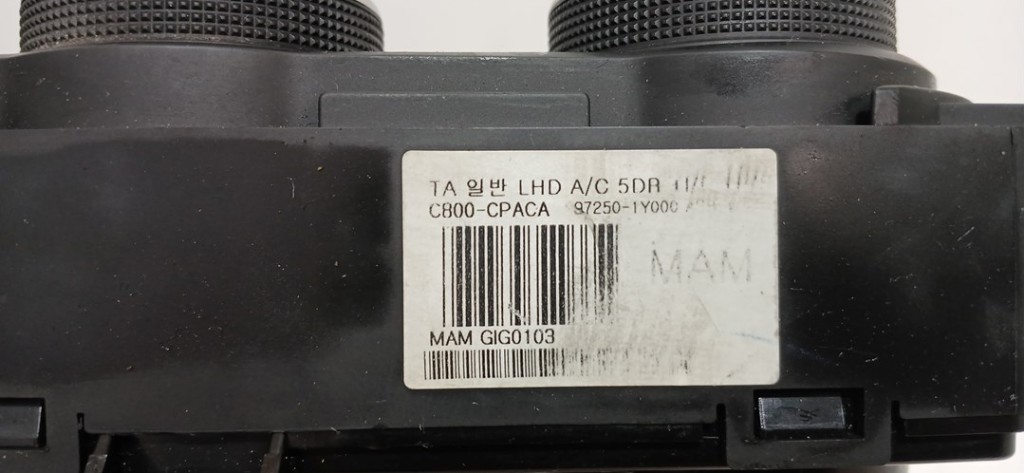 TA 일반 LHD A/C 5DR
C800-CPACA 97250-1Y000
MAM
MAM GIG0103